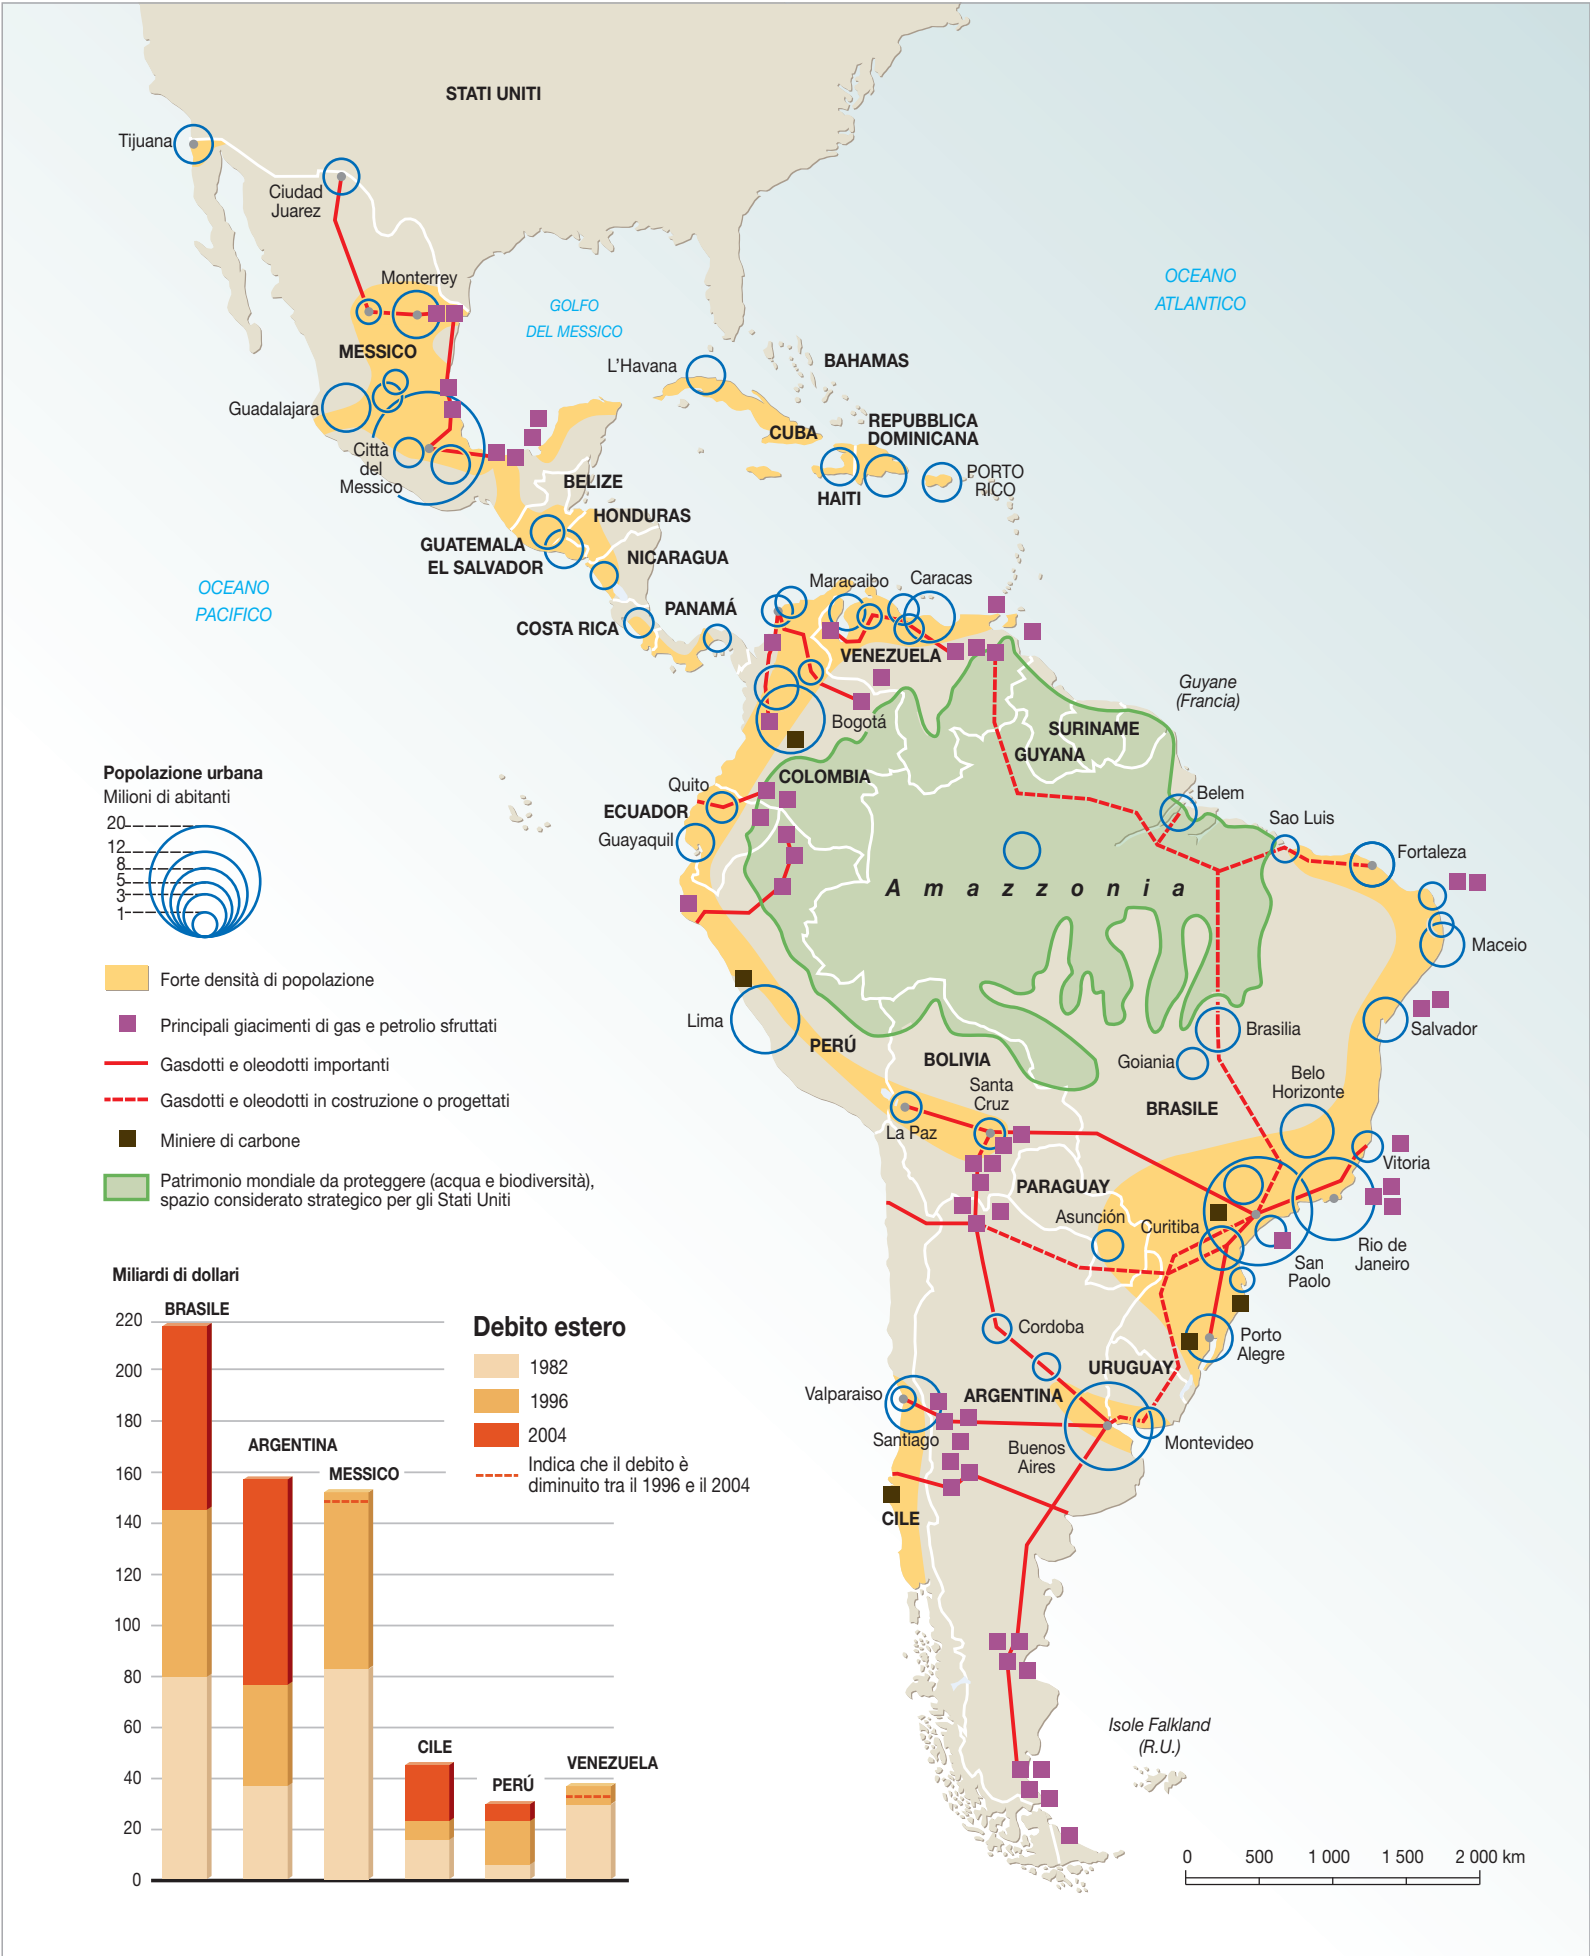 STATI UNITI
Tijuana
Ciudad
Juarez
Monterrey
OCEANO
ATLANTICO
GOLFO
DEL MESSICO
MESSICO
L'Havana
BAHAMAS
Guadalajara
CUBA
REPUBBLICA
DOMINICANA
Città
del
Messico
BELIZE
HAITI
PORTO
RICO
HONDURAS
GUATEMALA
EL SALVADOR
NICARAGUA
OCEANO
PACIFICO
Maracaibo
Caracas
PANAMÁ
COSTA RICA
VENEZUELA
Guyane
(Francia)
Bogotá
SURINAME
GUYANA
COLOMBIA
Quito
ECUADOR
Guayaquil
Belem
Sao Luis
Fortaleza
Amazzonia
Maceio
Lima
PERÚ
Salvador
Brasilia
Goiania
BOLIVIA
Santa
Cruz
Belo
Horizonte
La Paz
BRASILE
Vitoria
PARAGUAY
Asunción
Curitiba
San
Paolo
Rio de
Janeiro
Cordoba
Porto
Alegre
URUGUAY
Valparaiso
ARGENTINA
Santiago
Buenos
Aires
Montevideo
CILE
Isole Falkland
(R.U.)
Popolazione urbana
Milioni di abitanti
20
12
8
5
3
1
Forte densità di popolazione
Principali giacimenti di gas e petrolio sfruttati
Gasdotti e oleodotti importanti
Gasdotti e oleodotti in costruzione o progettati
Miniere di carbone
Patrimonio mondiale da proteggere (acqua e biodiversità),
spazio considerato strategico per gli Stati Uniti
Miliardi di dollari
BRASILE
ARGENTINA
MESSICO
CILE
PERÚ
VENEZUELA
220
200
180
160
140
120
100
80
60
40
20
0
Debito estero
1982
1996
2004
Indica che il debito è
diminuito tra il 1996 e il 2004
0 500 1 000 1 500 2 000 km